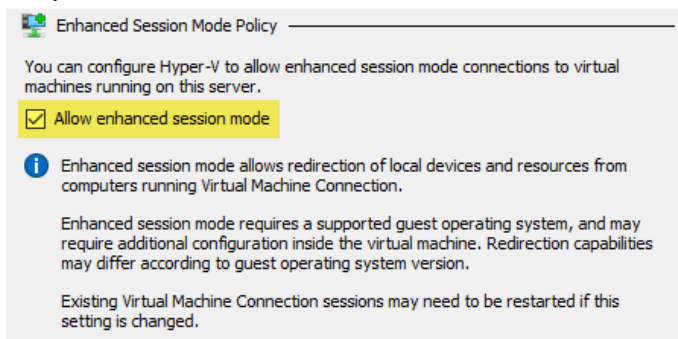 Enhanced Session Mode Policy
You can configure Hyper-V to allow enhanced session mode connections to virtual
machines running on this server.
Allow enhanced session mode
Enhanced session mode allows redirection of local devices and resources from
computers running Virtual Machine Connection.
Enhanced session mode requires a supported guest operating system, and may
require additional configuration inside the virtual machine. Redirection capabilities
may differ according to guest operating system version.
Existing Virtual Machine Connection sessions may need to be restarted if this
setting is changed.